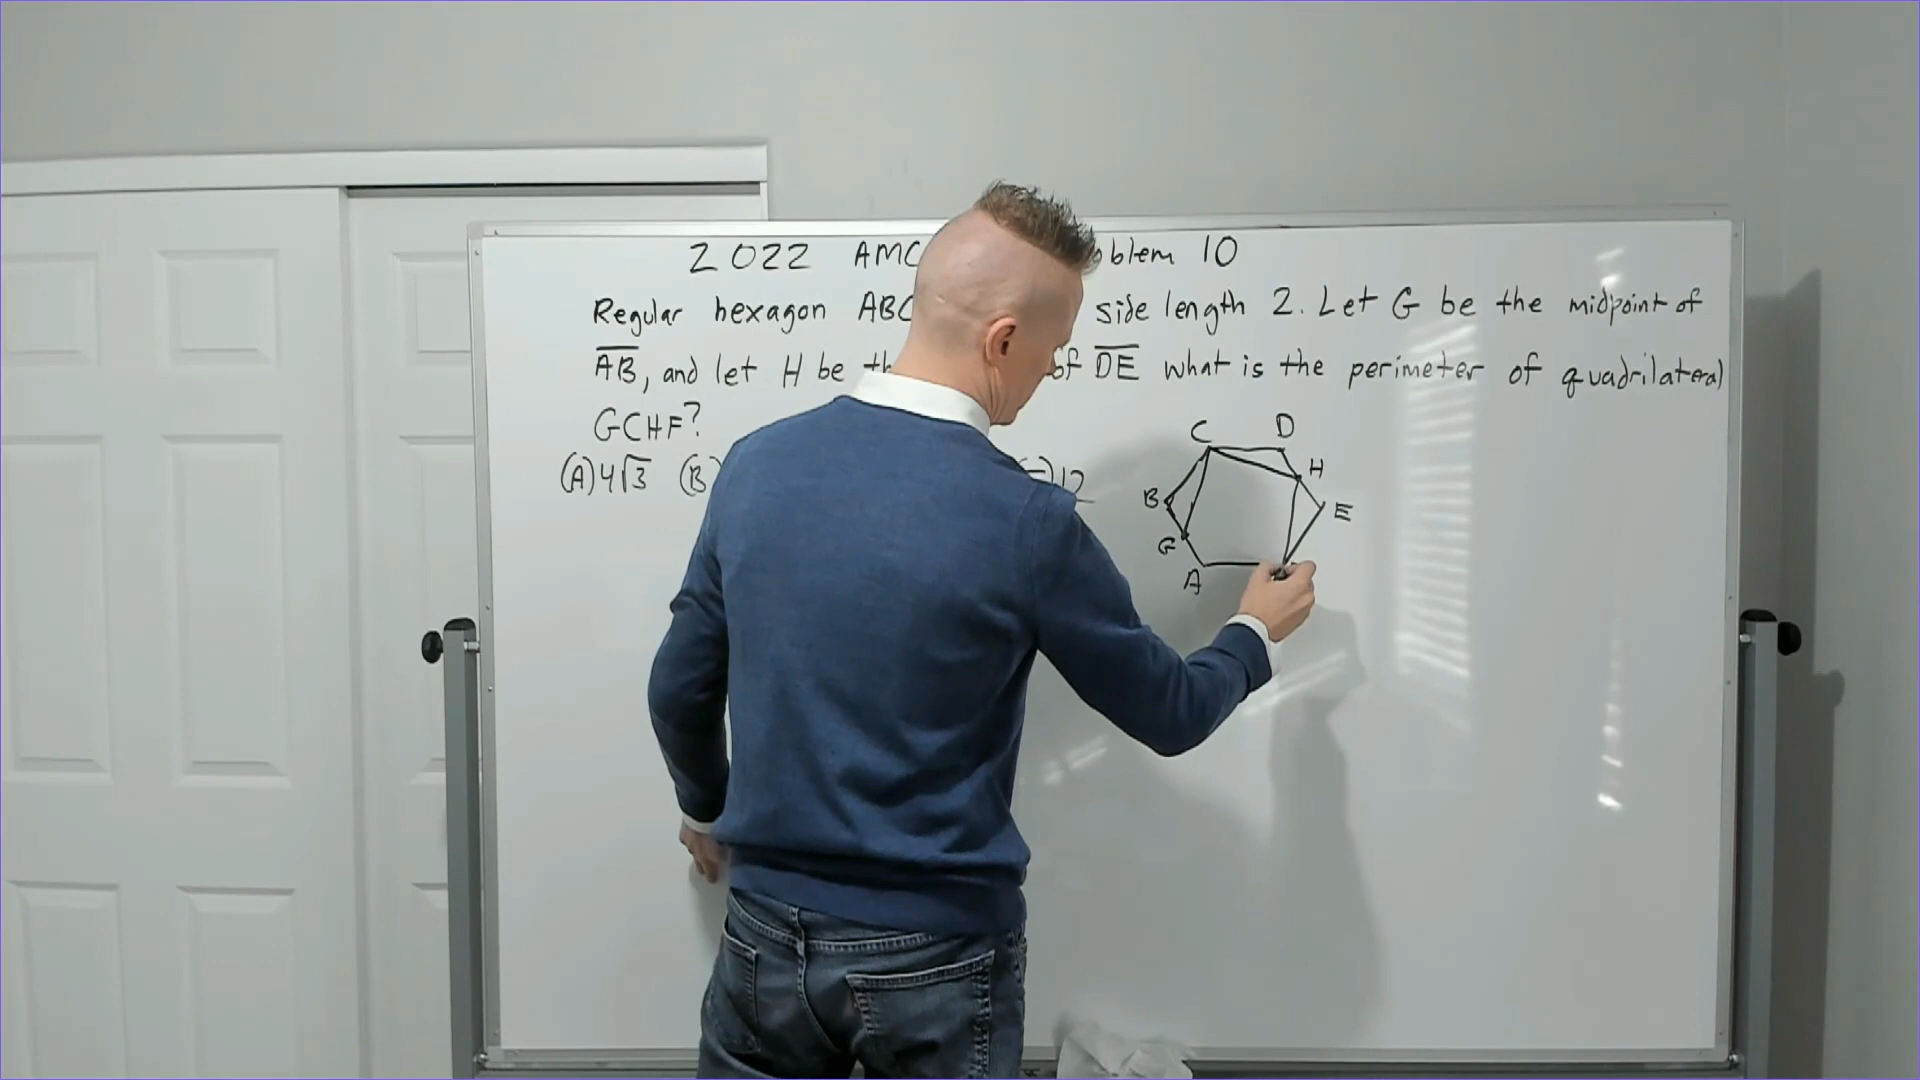 2022 AMC oblem 10
Regular hexagon ABC side length 2. Let G be the midpoint of
AB, and let H be th of DE what is the perimeter of quadrilateral
GCHF?
(A) 4√3 (B) 12
C D
H
B E
G
A